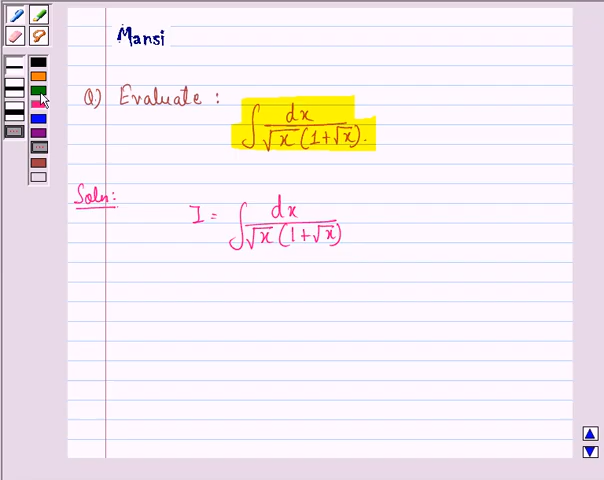 Mansi
Q) Evaluate : ∫ dx / √x (1+√x) .
Soln:
I = ∫ dx / √x (1+√x)